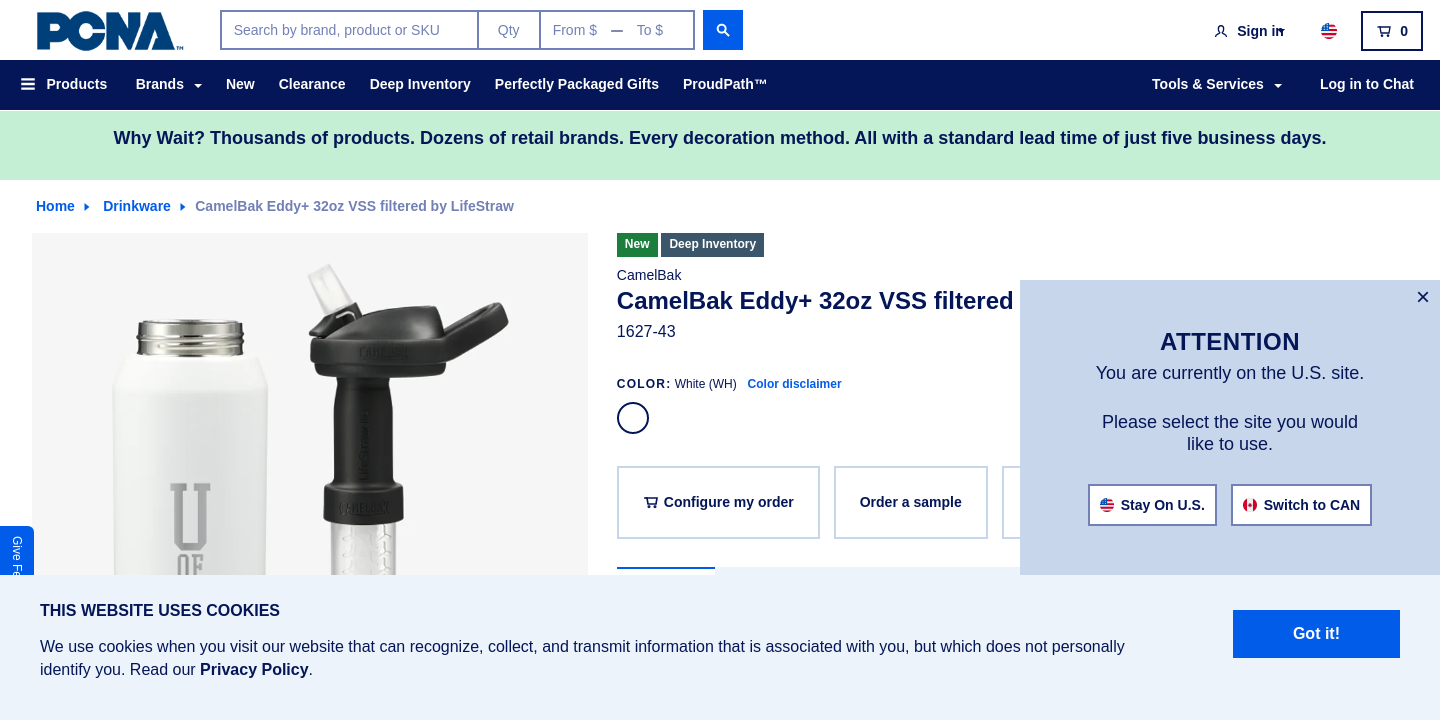 PCNA™
Search by brand, product or SKU
Qty
From $
To $
Sign in
0
Products
Brands
New
Clearance
Deep Inventory
Perfectly Packaged Gifts
ProudPath™
Tools & Services
Log in to Chat
Why Wait? Thousands of products. Dozens of retail brands. Every decoration method. All with a standard lead time of just five business days.
Home
Drinkware
CamelBak Eddy+ 32oz VSS filtered by LifeStraw
New
Deep Inventory
CamelBak
CamelBak Eddy+ 32oz VSS filtered
1627-43
COLOR: White (WH) Color disclaimer
Configure my order
Order a sample
U
OF
CAMELBAK
Give
×
ATTENTION
You are currently on the U.S. site.
Please select the site you would
like to use.
Stay On U.S.
Switch to CAN
THIS WEBSITE USES COOKIES
We use cookies when you visit our website that can recognize, collect, and transmit information that is associated with you, but which does not personally
identify you. Read our Privacy Policy.
Got it!